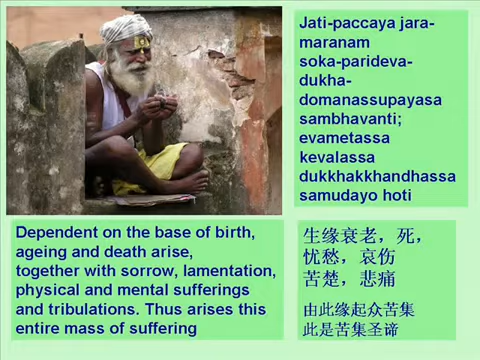 Jati-paccaya jara-
maranam
soka-parideva-
dukha-
domanassupayasa
sambhavanti;
evametassa
kevalassa
dukkhakkhandhassa
samudayo hoti
Dependent on the base of birth,
ageing and death arise,
together with sorrow, lamentation,
physical and mental sufferings
and tribulations. Thus arises this
entire mass of suffering
生缘衰老，死，
忧愁，哀伤
苦楚，悲痛
由此缘起众苦集
此是苦集圣谛